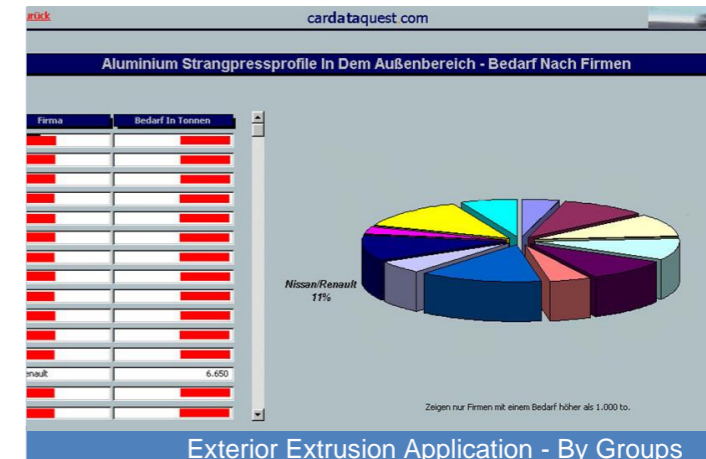 urück
cardataquest com
Aluminium Strangpressprofile In Dem Außenbereich - Bedarf Nach Firmen
Firma Bedarf In Tonnen
Nissan/Renault
11%
enault 6.650
Zeigen nur Firmen mit einem Bedarf höher als 1.000 to.
Exterior Extrusion Application - By Groups